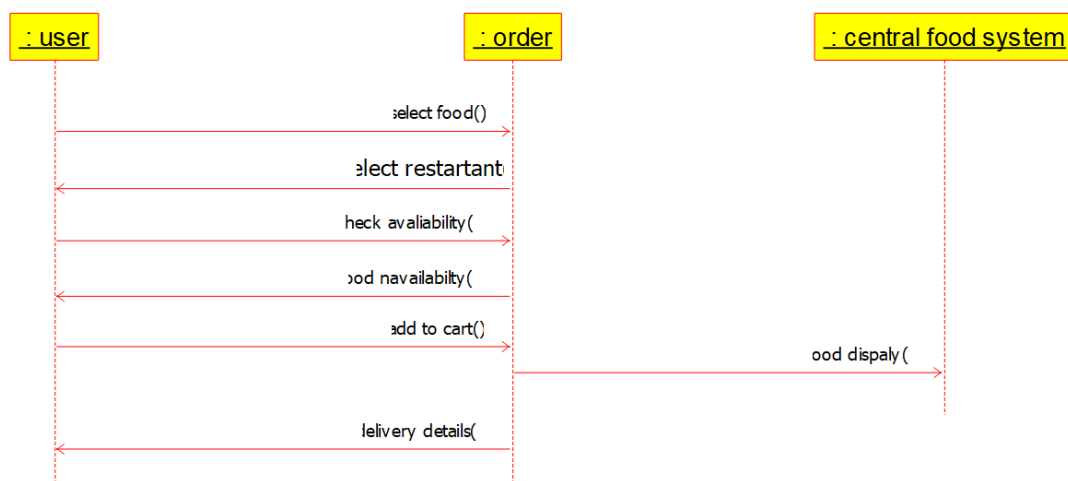 : user
: order
: central food system
select food()
elect restartant(
heck avaliability(
ood navailabilty(
add to cart()
ood dispaly(
delivery details(